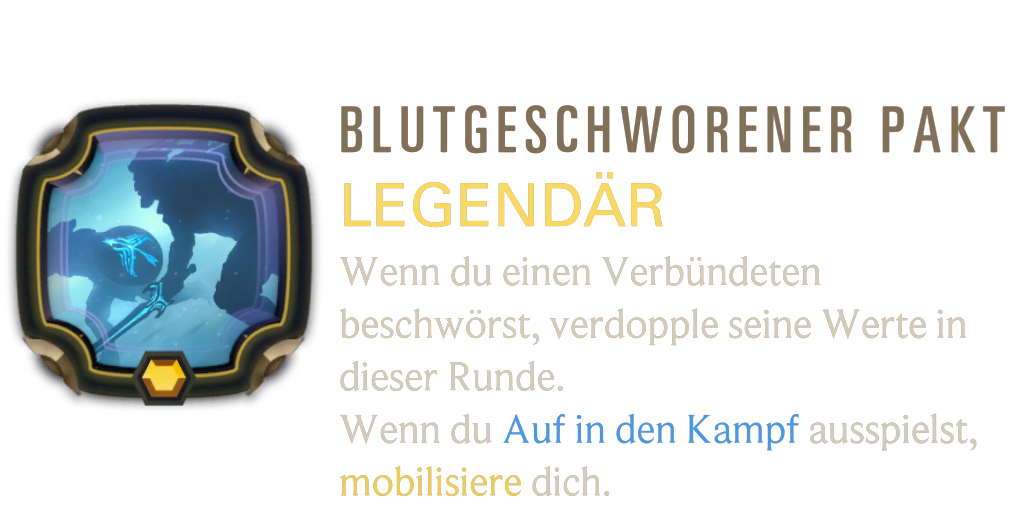 BLUTGESCHWORENER PAKT
LEGENDÄR
Wenn du einen Verbündeten
beschwörst, verdopple seine Werte in
dieser Runde.
Wenn du Auf in den Kampf ausspielst,
mobilisiere dich.